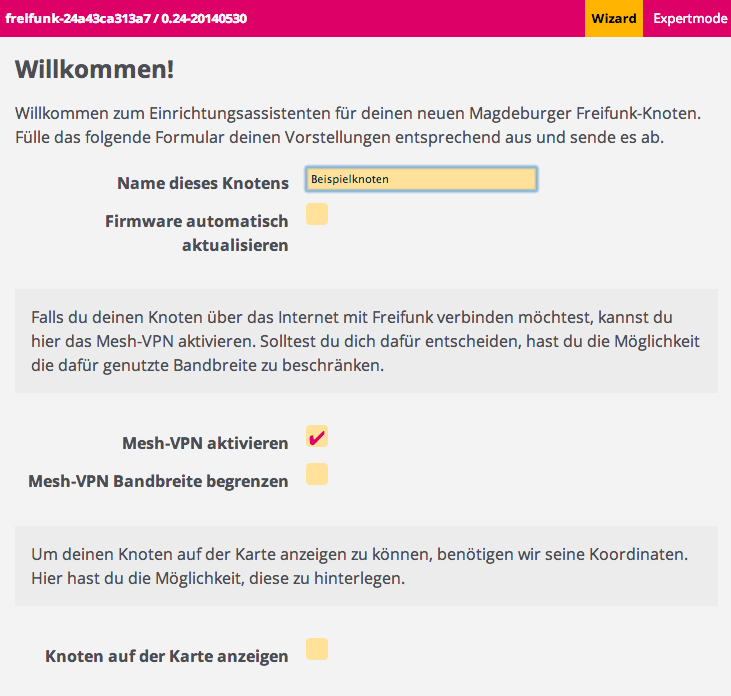 freifunk-24a43ca313a7 / 0.24-20140530
Wizard
Expertmode
Willkommen!
Willkommen zum Einrichtungsassistenten für deinen neuen Magdeburger Freifunk-Knoten.
Fülle das folgende Formular deinen Vorstellungen entsprechend aus und sende es ab.
Name dieses Knotens
Beispielknoten
Firmware automatisch
aktualisieren
Falls du deinen Knoten über das Internet mit Freifunk verbinden möchtest, kannst du
hier das Mesh-VPN aktivieren. Solltest du dich dafür entscheiden, hast du die Möglichkeit
die dafür genutzte Bandbreite zu beschränken.
Mesh-VPN aktivieren
Mesh-VPN Bandbreite begrenzen
Um deinen Knoten auf der Karte anzeigen zu können, benötigen wir seine Koordinaten.
Hier hast du die Möglichkeit, diese zu hinterlegen.
Knoten auf der Karte anzeigen